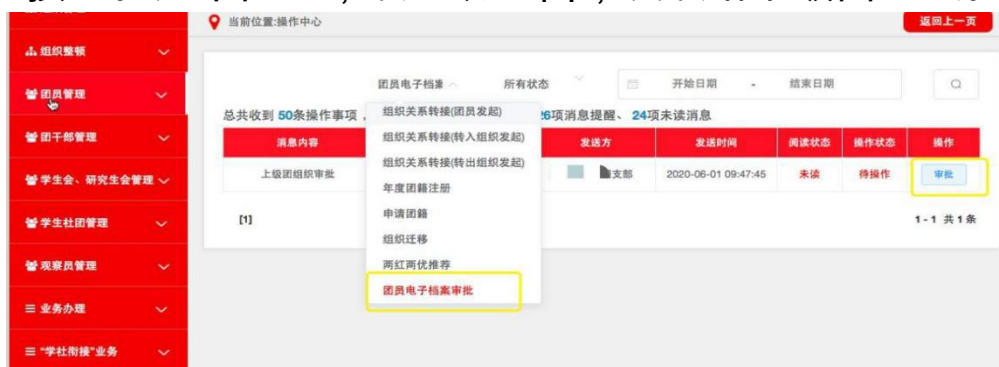 当前位置:操作中心
返回上一页
组织整顿
团员管理
团干部管理
学生会、研究生会管理
学生社团管理
观察员管理
业务办理
"学社衔接"业务
团员电子档案
所有状态
开始日期 - 结束日期
总共收到 50条操作事项，
6项消息提醒、 24项未读消息
消息内容
发送方
发送时间
阅读状态
操作状态
操作
上级团组织审批
支部
2020-06-01 09:47:45
未读
待操作
审批
[1]
1 - 1 共 1 条
组织关系转接(团员发起)
组织关系转接(转入组织发起)
组织关系转接(转出组织发起)
年度团籍注册
申请团籍
组织迁移
两红两优推荐
团员电子档案审批